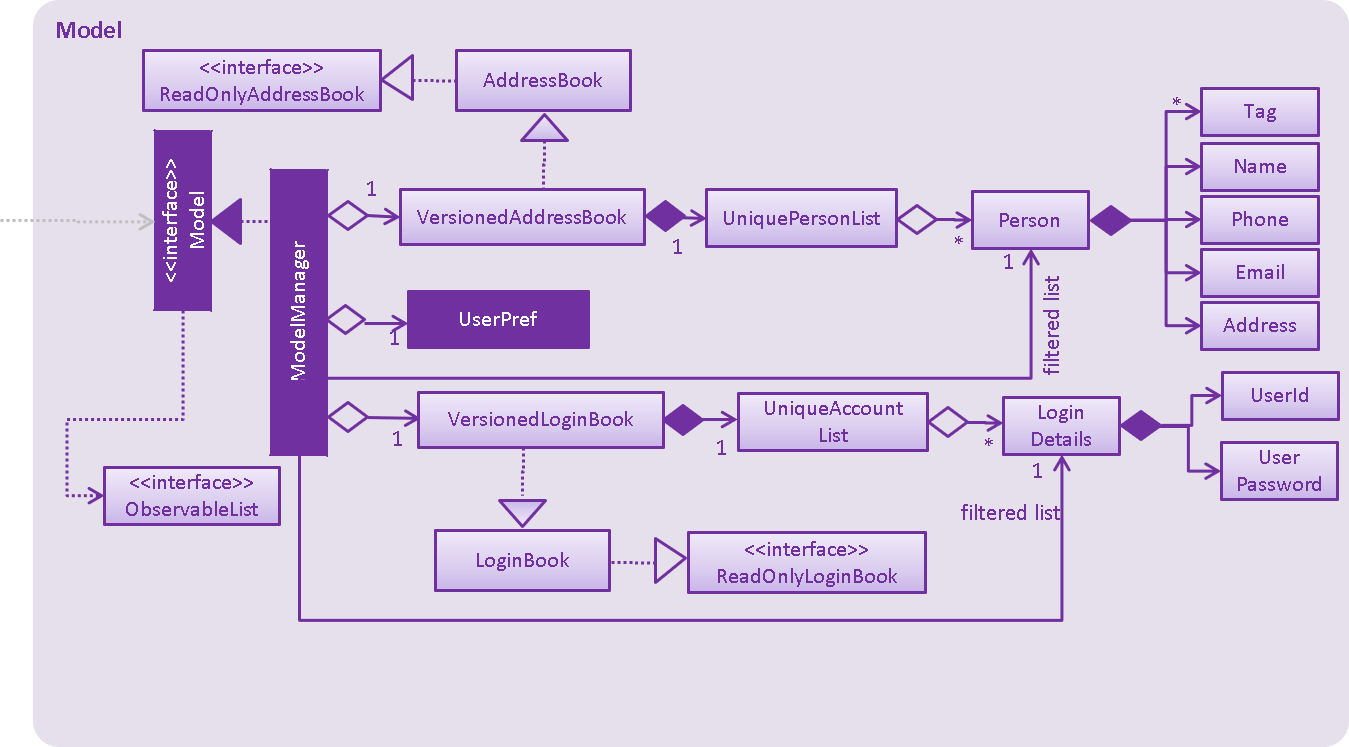 Model
<<interface>>
ReadOnlyAddressBook
AddressBook
* Tag
Name
Phone
Email
Address
<<interface>>
Model
ModelManager
1
VersionedAddressBook
1
UniquePersonList
*
Person
1
filtered list
UserPref
1
VersionedLoginBook
1
UniqueAccount
List
1
*
Login
Details
1
UserId
User
Password
filtered list
<<interface>>
ObservableList
LoginBook
<<interface>>
ReadOnlyLoginBook